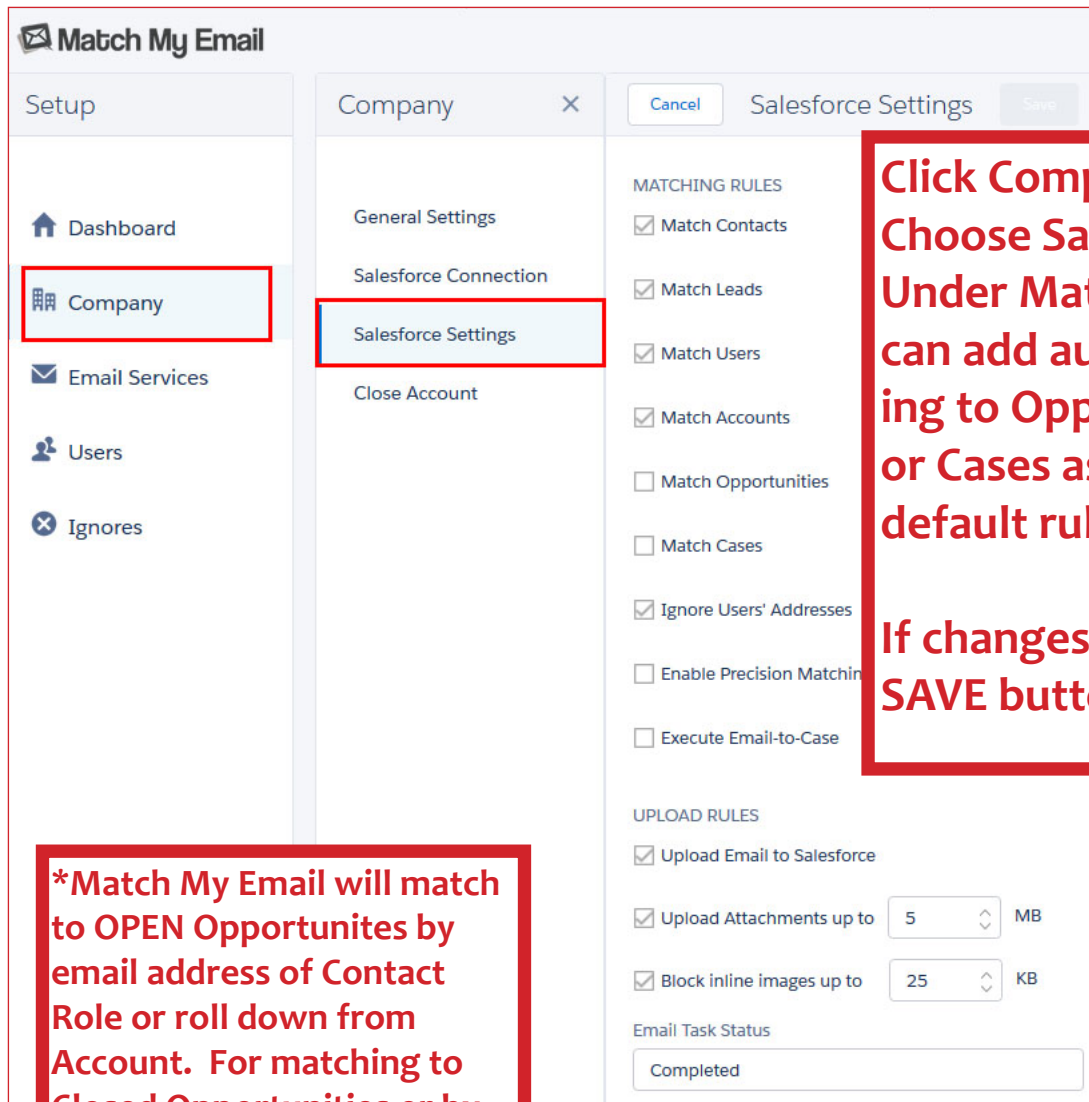 Match My Email
Setup
Dashboard
Company
Email Services
Users
Ignores
Company
General Settings
Salesforce Connection
Salesforce Settings
Close Account
Cancel Salesforce Settings Save
MATCHING RULES
Match Contacts
Match Leads
Match Users
Match Accounts
Match Opportunities
Match Cases
Ignore Users' Addresses
Enable Precision Matchin
Execute Email-to-Case
UPLOAD RULES
Upload Email to Salesforce
Upload Attachments up to 5 MB
Block inline images up to 25 KB
Email Task Status
Completed
Click Comp
Choose Sa
Under Mat
can add au
ing to Opp
or Cases as
default rul
If changes
SAVE butto
*Match My Email will match
to OPEN Opportunites by
email address of Contact
Role or roll down from
Account. For matching to
Closed Opportunities or by